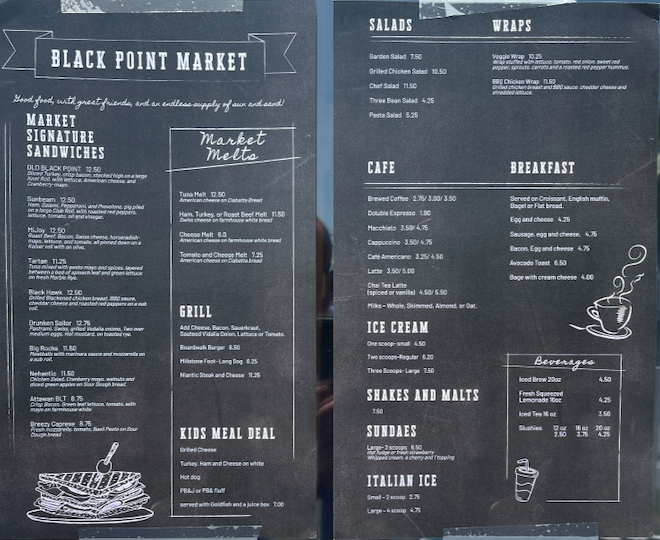 BLACK POINT MARKET
Good food, with great friends, and an endless supply of sun and sand!
MARKET
SIGNATURE
SANDWICHES
OLD BLACK POINT 12.50
Sliced Turkey, crisp bacon, stacked high on a large
Knot Roll, with lettuce, American cheese, and
Cranberry-mayo.
Sunbeam 12.50
Ham, Salami, Pepperoni, and Provolone, pig piled
on a large Club Roll, with roasted red peppers,
lettuce, tomato, oil and vinegar.
MiJoy 12.50
Roast Beef, Bacon, Swiss cheese, horseradish-
mayo, lettuce, and tomato, all pinned down on a
Kaiser roll with an olive.
Tartan 11.25
Tuna mixed with pesto mayo and spices, layered
between a bed of spinach leaf and green lettuce
on fresh Marble Rye.
Black Hawk 12.50
Grilled Blackened chicken breast, BBQ sauce,
cheddar cheese and roasted red peppers on a sub
roll.
Drunken Sailor 12.75
Pastrami, Swiss, grilled Vidalia onions, Two over
medium eggs, Hot mustard, on toasted rye.
Big Rocks 11.50
Meatballs with marinara sauce and mozzarella on
a sub roll.
Nehantic 11.50
Chicken Salad, Cranberry mayo, walnuts and
diced green apples on Sour Dough bread
Attawan BLT 8.75
Crisp Bacon, Green leaf lettuce, tomato, with
mayo on farmhouse white
Breezy Caprese 8.75
Fresh mozzarella, tomato, Basil Pesto on Sour
Dough bread
Market
Melts
Tuna Melt 12.50
American cheese on Ciabatta Bread
Ham, Turkey, or Roast Beef Melt 11.50
Swiss cheese on farmhouse white bread
Cheese Melt 6.0
American cheese on farmhouse white bread
Tomato and Cheese Melt 7.25
American cheese on Ciabatta bread
GRILL
Add Cheese, Bacon, Sauerkraut,
Sauteed Vidalia Onion, Lettuce or Tomato.
Boardwalk Burger 8.50
Millstone Feet- Long Dog 6.25
Niantic Steak and Cheese 11.25
KIDS MEAL DEAL
Grilled Cheese
Turkey, Ham and Cheese on white
Hot dog
PB&J or PB& fluff
served with Goldfish and a juice box 7.00
SALADS
Garden Salad 7.50
Grilled Chicken Salad 10.50
Chef Salad 11.50
Three Bean Salad 4.25
Pasta Salad 5.25
WRAPS
Veggie Wrap 10.25
Wrap stuffed with lettuce, tomato, red onion, sweet red
pepper, sprouts, carrots and a roasted red pepper hummus.
BBQ Chicken Wrap 11.50
Grilled chicken breast and BBQ sauce, cheddar cheese and
shredded lettuce.
CAFE
Brewed Coffee 2.75/ 3.00/ 3.50
Doluble Espresso 1.90
Macchiato 3.50/ 4.75
Cappuccino 3.50/ 4.75
Café Americano 3.25/ 4.50
Latte 3.50/ 5.00
Chai Tea Latte
(spiced or vanilla) 4.50/ 5.50
Milks - Whole, Skimmed, Almond, or Oat.
BREAKFAST
Served on Croissant, English muffin,
Bagel or Flat bread.
Egg and cheese 4.25
Sausage, egg and cheese, 4.75
Bacon, Egg and cheese 4.75
Avocado Toast 6.50
Bage with cream cheese 4.00
ICE CREAM
One scoop- small 4.50
Two scoops-Regular 6.20
Three Scoops- Large 7.50
SHAKES AND MALTS
7.50
SUNDAES
Large- 3 scoops 8.50
Hot fudge or fresh strawberry
Whipped cream, a cherry and 1 topping
ITALIAN ICE
Small - 2 scoop 2.75
Large - 4 scoop 4.75
Beverages
Iced Brew 20oz 4.50
Fresh Squeezed
Lemonade 16oz 4.25
Iced Tea 16 oz 3.50
Slushies 12 oz 16 oz 20 oz
2.50 3.75 4.25